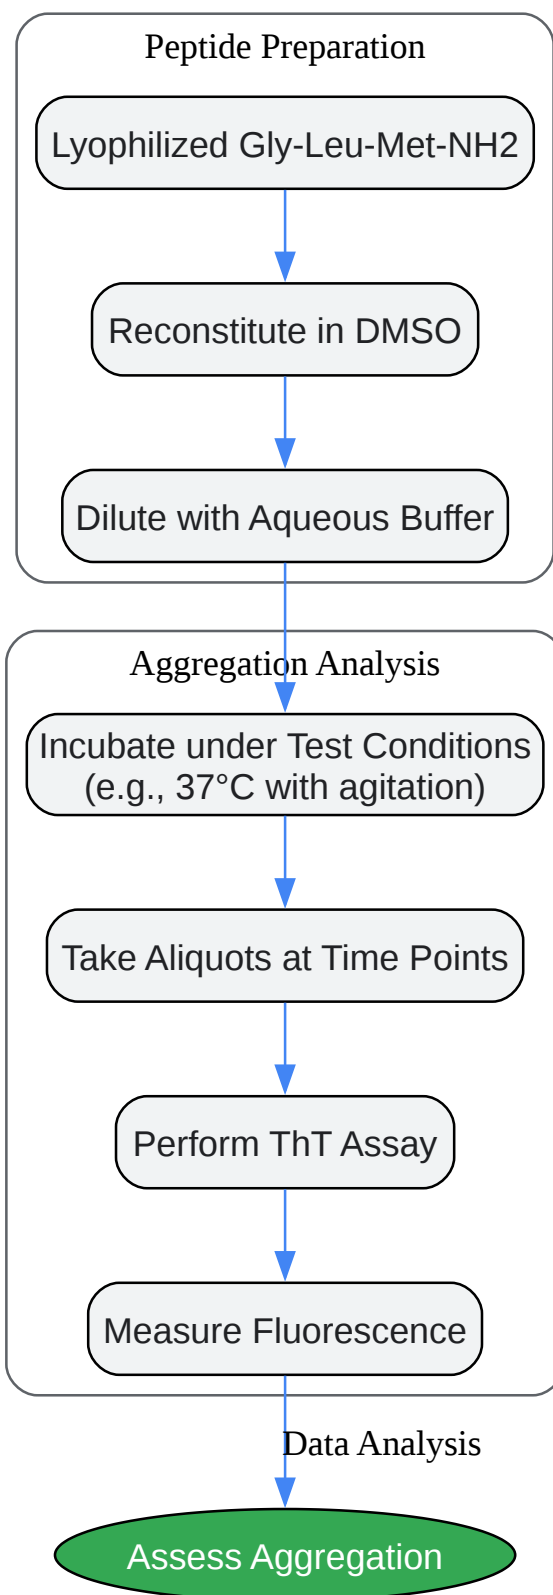 Peptide Preparation
Lyophilized Gly-Leu-Met-NH2
Reconstitute in DMSO
Dilute with Aqueous Buffer
Aggregation Analysis
Incubate under Test Conditions
(e.g., 37°C with agitation)
Take Aliquots at Time Points
Perform ThT Assay
Measure Fluorescence
Data Analysis
Assess Aggregation